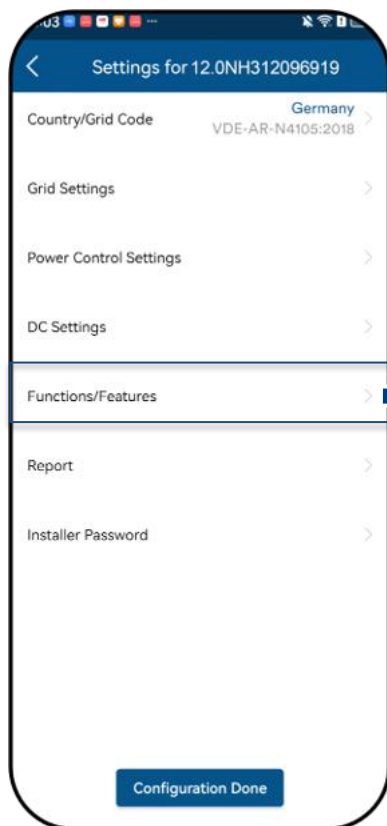 :03
Settings for 12.0NH312096919
Country/Grid Code
Germany
VDE-AR-N4105:2018
Grid Settings
Power Control Settings
DC Settings
Functions/Features
Report
Installer Password
Configuration Done